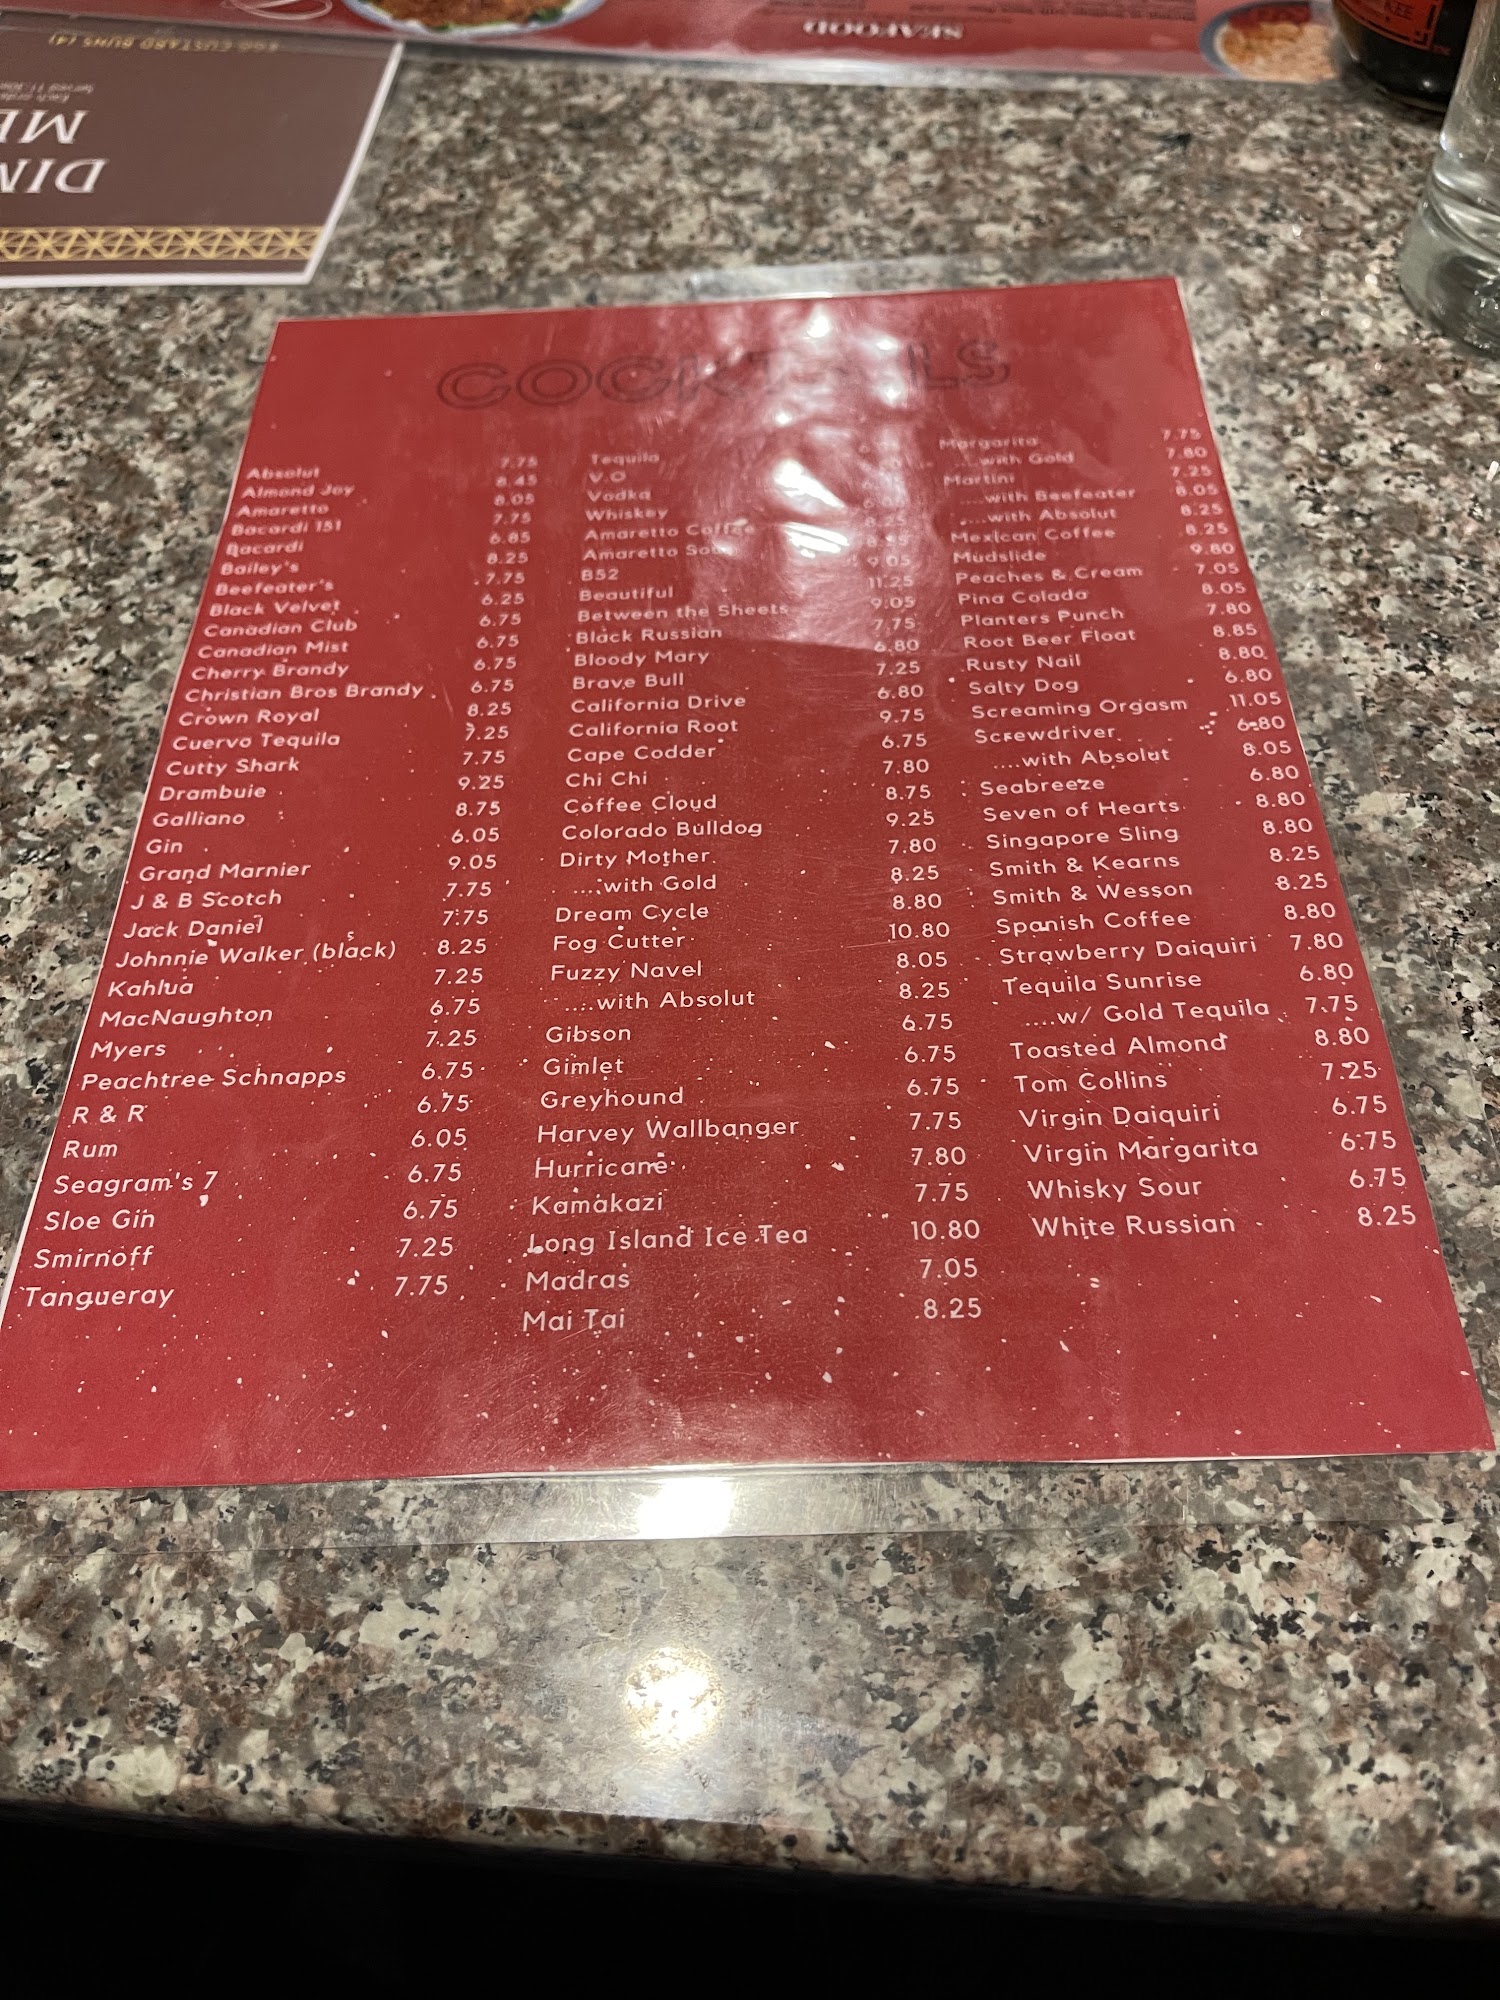 SEAFOOD
EGG CUSTARD BUNS (4)
COCKTAILS
Absolut 7.75
Almond Joy 8.45
Amaretto 8.05
Bacardi 151 7.75
Bacardi 6.85
Bailey's 8.25
Beefeater's 7.75
Black Velvet 6.25
Canadian Club 6.75
Canadian Mist 6.75
Cherry Brandy 6.75
Christian Bros Brandy 6.75
Crown Royal 8.25
Cuervo Tequila 7.25
Cutty Shark 7.75
Drambuie 9.25
Galliano 8.75
Gin 6.05
Grand Marnier 9.05
J & B Scotch 7.75
Jack Daniel 7.75
Johnnie Walker (black) 8.25
Kahlua 7.25
MacNaughton 6.75
Myers 7.25
Peachtree Schnapps 6.75
R & R 6.75
Rum 6.05
Seagram's 7 6.75
Sloe Gin 6.75
Smirnoff 7.25
Tangueray 7.75
Tequila
V.O
Vodka
Whiskey
Amaretto Coffee
Amaretto Sour
B52 9.05
Beautiful 11.25
Between the Sheets 9.05
Black Russian 7.75
Bloody Mary 6.80
Brave Bull 7.25
California Drive 6.80
California Root 9.75
Cape Codder 6.75
Chi Chi 7.80
Coffee Cloud 8.75
Colorado Bulldog 9.25
Dirty Mother 7.80
....with Gold 8.25
Dream Cycle 8.80
Fog Cutter 10.80
Fuzzy Navel 8.05
....with Absolut 8.25
Gibson 6.75
Gimlet 6.75
Greyhound 6.75
Harvey Wallbanger 7.75
Hurricane 7.80
Kamakazi 7.75
Long Island Ice Tea 10.80
Madras 7.05
Mai Tai 8.25
Margarita 7.75
....with Gold 7.80
Martini 7.25
....with Beefeater 8.05
....with Absolut 8.25
Mexican Coffee 8.25
Mudslide 9.80
Peaches & Cream 7.05
Pina Colada 8.05
Planters Punch 7.80
Root Beer Float 8.85
Rusty Nail 8.80
Salty Dog 6.80
Screaming Orgasm 11.05
Screwdriver 6.80
....with Absolut 8.05
Seabreeze 6.80
Seven of Hearts 8.80
Singapore Sling 8.80
Smith & Kearns 8.25
Smith & Wesson 8.25
Spanish Coffee 8.80
Strawberry Daiquiri 7.80
Tequila Sunrise 6.80
....w/ Gold Tequila 7.75
Toasted Almond 8.80
Tom Collins 7.25
Virgin Daiquiri 6.75
Virgin Margarita 6.75
Whisky Sour 6.75
White Russian 8.25